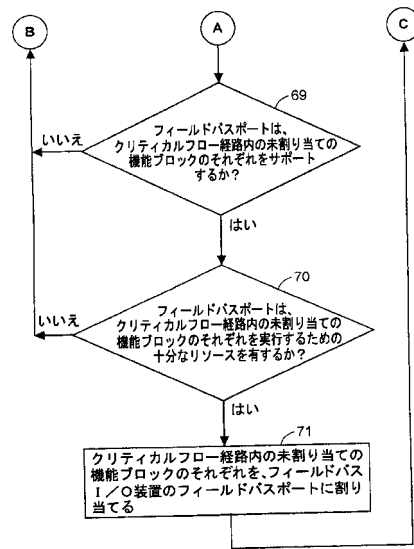 B
A
C
69
フィールドバスポートは、
クリティカルフロー経路内の未割り当ての
機能ブロックのそれぞれをサポート
するか？
いいえ
はい
70
フィールドバスポートは、
クリティカルフロー経路内の未割り当ての
機能ブロックのそれぞれを実行するための
十分なリソースを有するか？
いいえ
はい
71
クリティカルフロー経路内の未割り当ての
機能ブロックのそれぞれを、フィールドバス
Ｉ／Ｏ装置のフィールドバスポートに割り
当てる